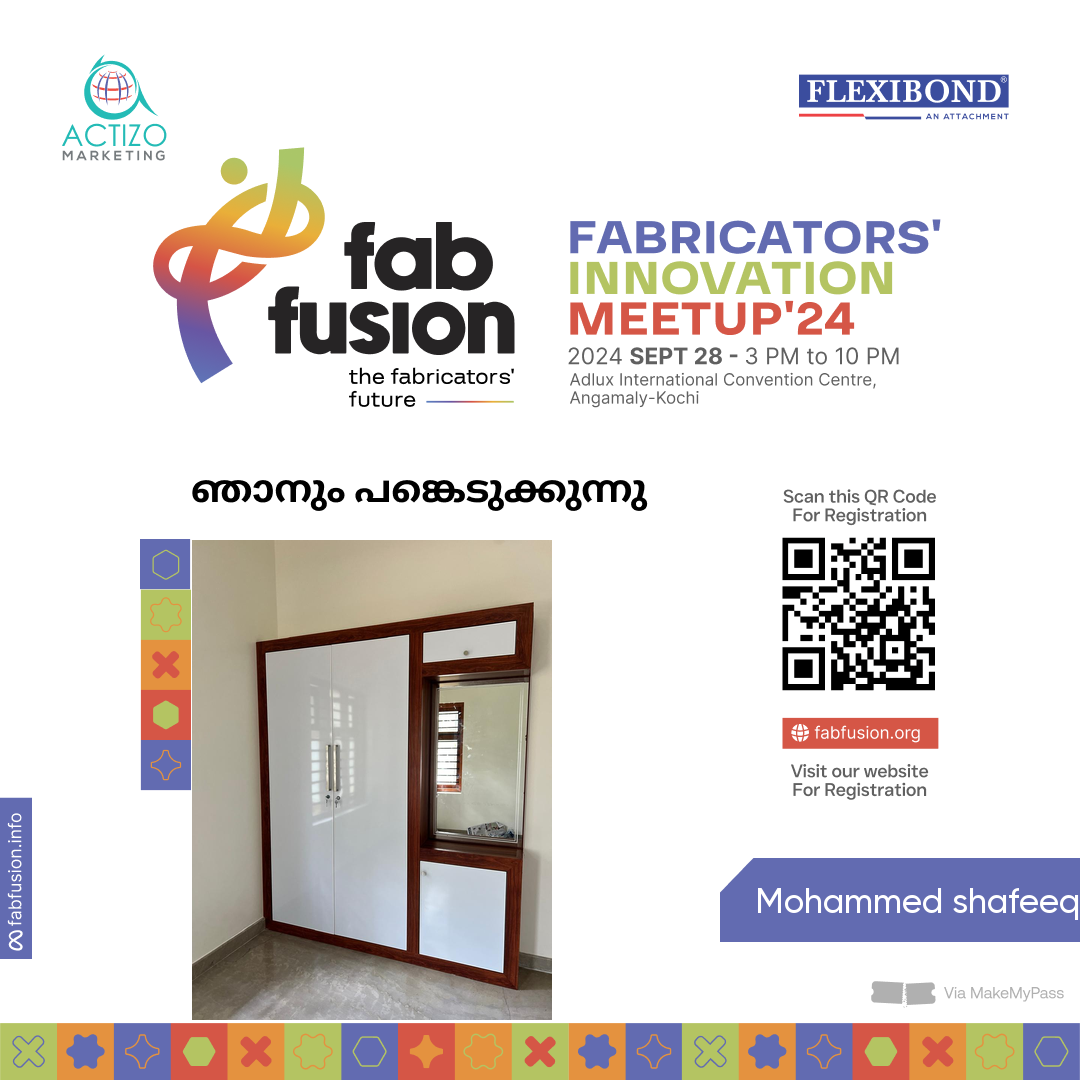 ACTIZO
MARKETING
FLEXIBOND®
AN ATTACHMENT
fab
fusion
the fabricators'
future
FABRICATORS'
INNOVATION
MEETUP'24
2024 SEPT 28 - 3 PM to 10 PM
Adlux International Convention Centre,
Angamaly-Kochi
ഞാനും പങ്കെടുക്കുന്നു
Scan this QR Code
For Registration
fabfusion.org
Visit our website
For Registration
fabfusion.info
Mohammed shafeeq
Via MakeMyPass